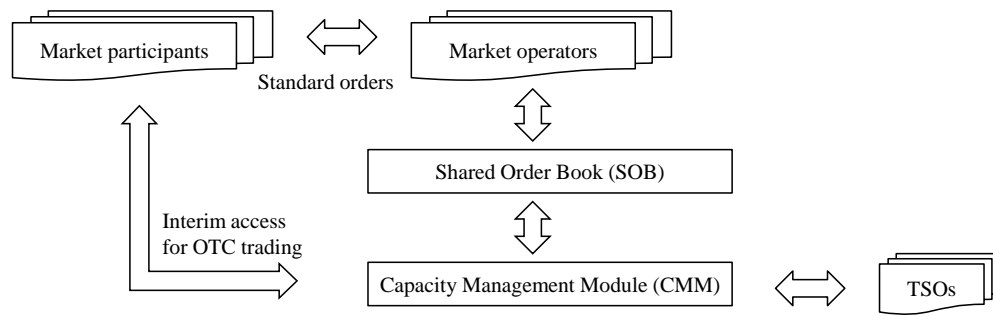 Market participants
Market operators
Standard orders
Shared Order Book (SOB)
Interim access
for OTC trading
Capacity Management Module (CMM)
TSOs